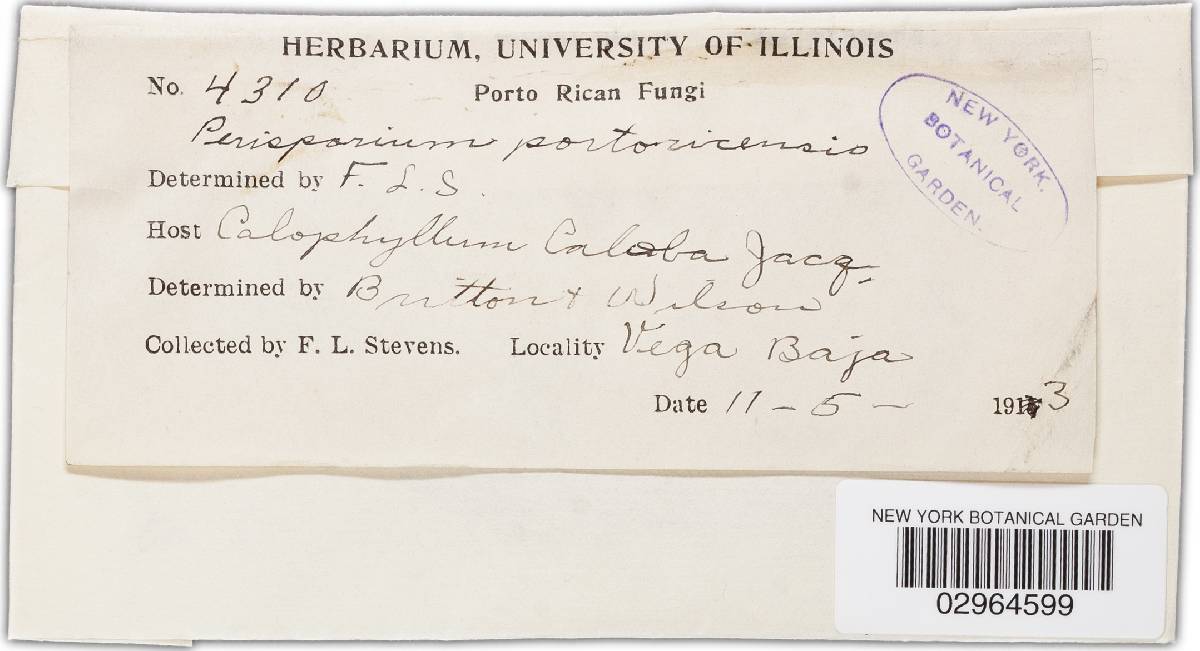 HERBARIUM, UNIVERSITY OF ILLINOIS
No. 4310 Porto Rican Fungi
Perisporium portoricensis
Determined by F. L. S.
Host Calophyllum Calaba Jacq.
Determined by Britton & Wilson
Collected by F. L. Stevens. Locality Vega Baja
Date 11-5- 1913
NEW YORK
BOTANICAL
GARDEN.
NEW YORK BOTANICAL GARDEN
02964599